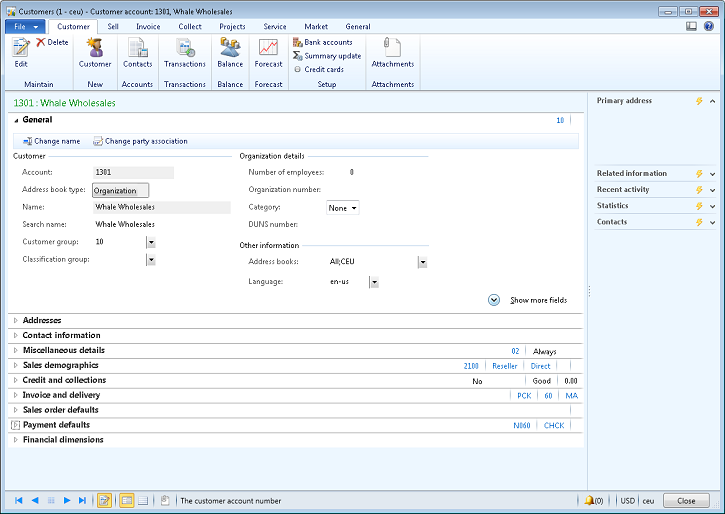 Customers (1 - ceu) - Customer account: 1301, Whale Wholesales
File Customer Sell Invoice Collect Projects Service Market General
Edit
Delete
Maintain
Customer
New
Contacts
Accounts
Transactions
Transactions
Balance
Balance
Forecast
Forecast
Bank accounts
Summary update
Credit cards
Setup
Attachments
Attachments
1301 : Whale Wholesales
General 10
Change name Change party association
Customer
Account: 1301
Address book type: Organization
Name: Whale Wholesales
Search name: Whale Wholesales
Customer group: 10
Classification group:
Organization details
Number of employees: 0
Organization number:
Category: None
DUNS number:
Other information
Address books: All;CEU
Language: en-us
Show more fields
Addresses
Contact information
Miscellaneous details 02 Always
Sales demographics 2100 Reseller Direct
Credit and collections No Good 0.00
Invoice and delivery PCK 60 MA
Sales order defaults
Payment defaults N060 CHCK
Financial dimensions
Primary address
Related information
Recent activity
Statistics
Contacts
The customer account number
(0) USD ceu Close